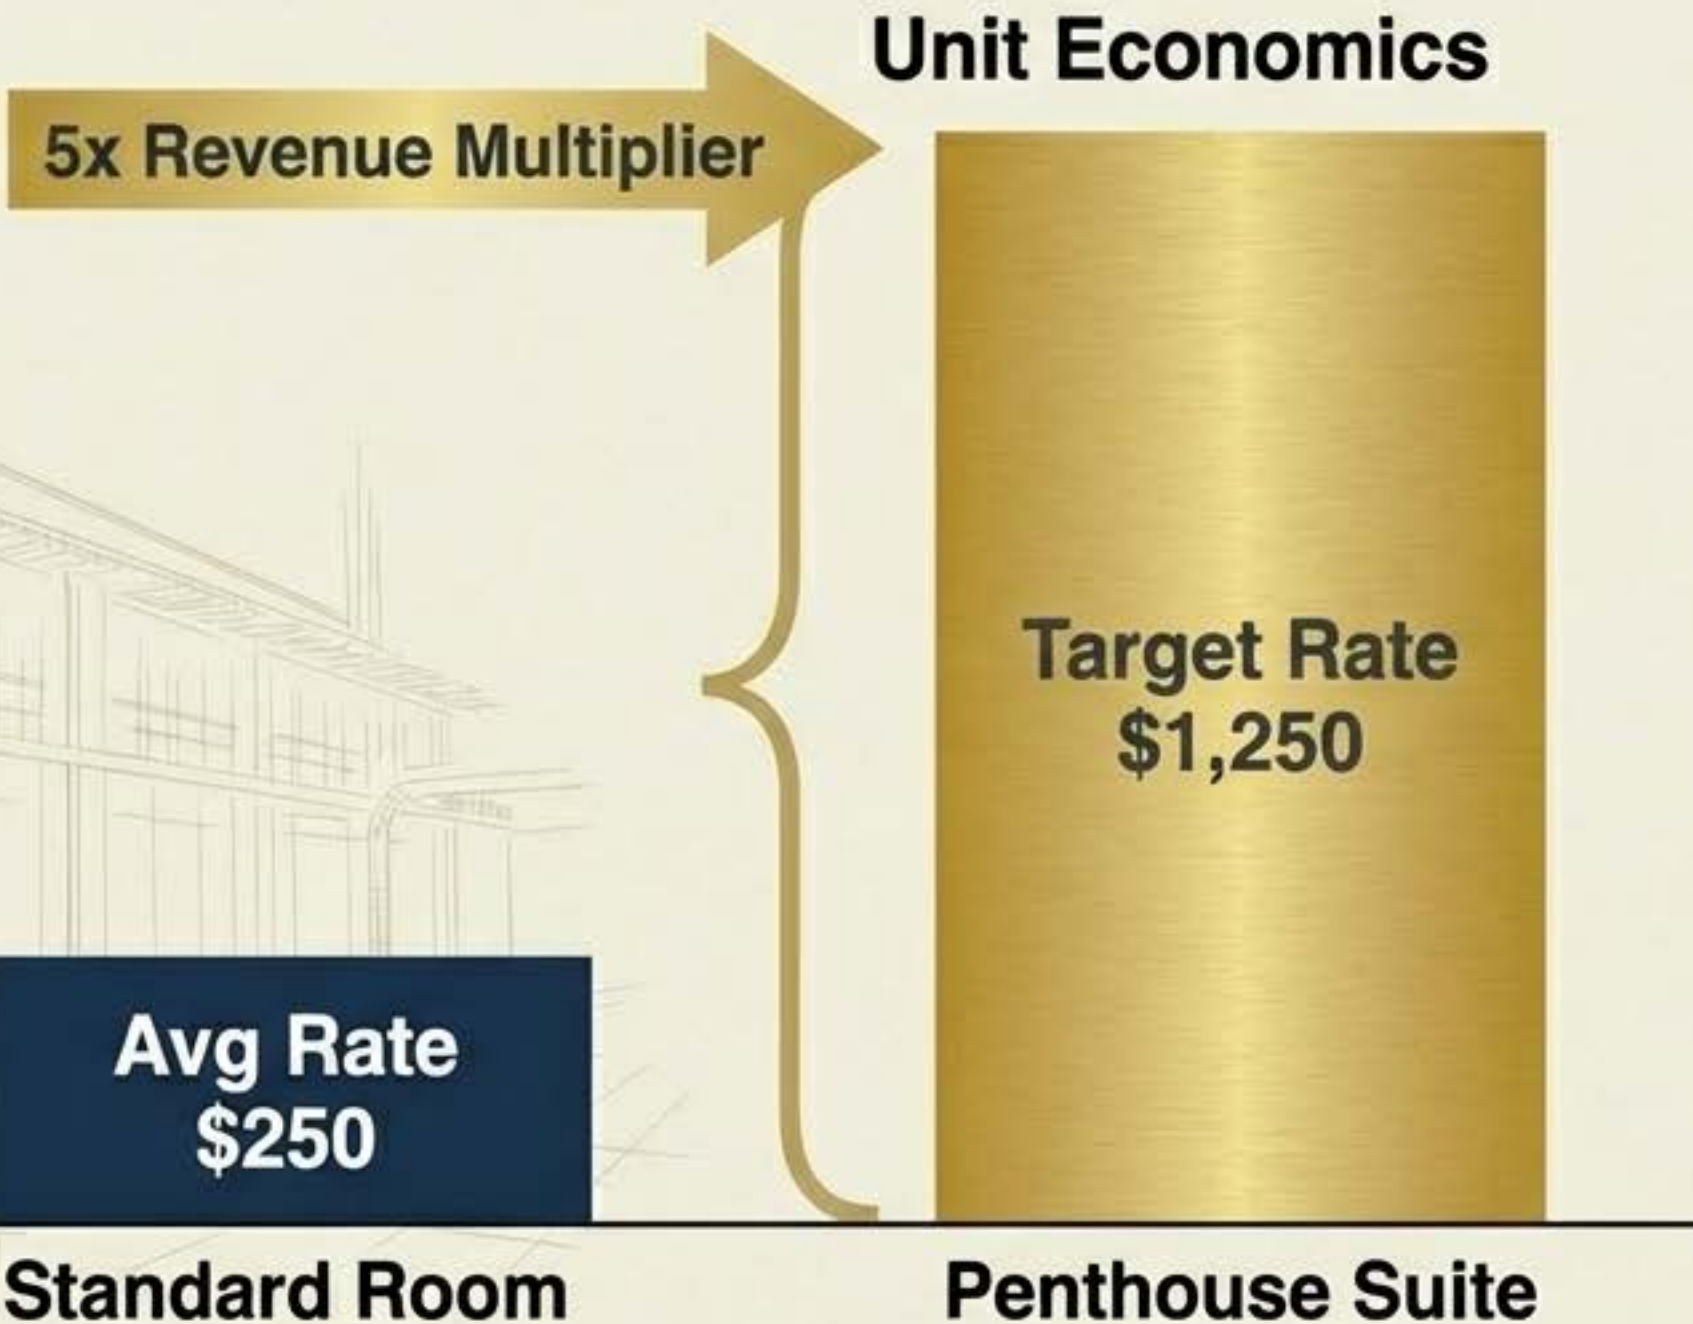 Unit Economics
5x Revenue Multiplier
Target Rate
$1,250
Avg Rate
$250
Standard Room
Penthouse Suite